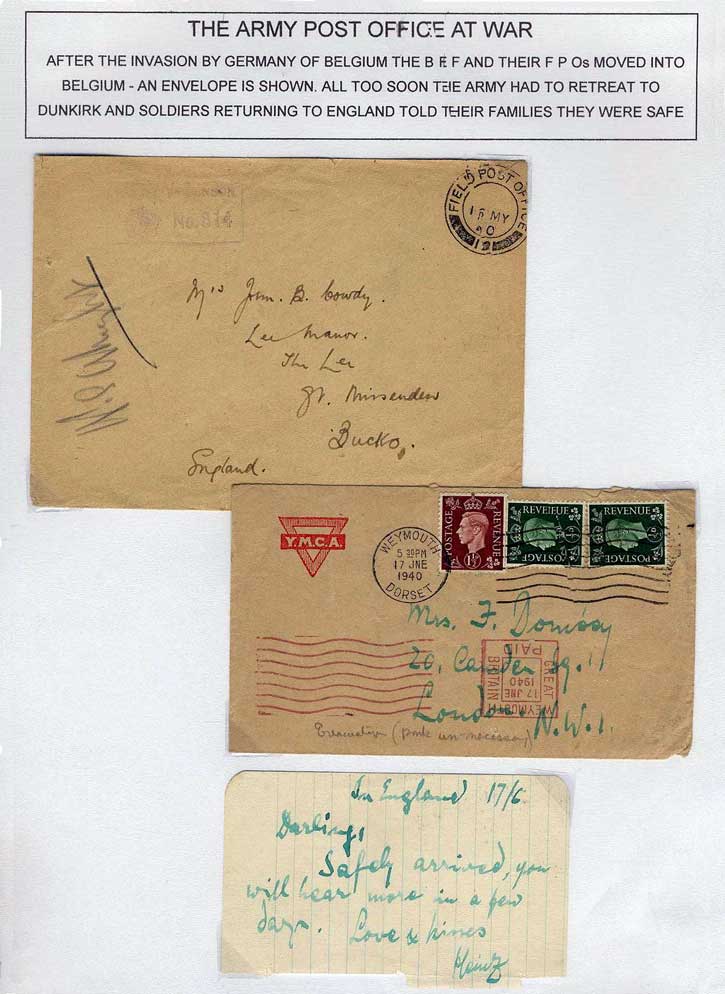 THE ARMY POST OFFICE AT WAR
AFTER THE INVASION BY GERMANY OF BELGIUM THE B E F AND THEIR F P Os MOVED INTO
BELGIUM - AN ENVELOPE IS SHOWN. ALL TOO SOON THE ARMY HAD TO RETREAT TO
DUNKIRK AND SOLDIERS RETURNING TO ENGLAND TOLD THEIR FAMILIES THEY WERE SAFE
No. 814
FIELD POST OFFICE
MY
40
Mrs B. Cowdy.
Lee Manor.
The Lee
Gt. Missenden
Bucks,
England.
Y.M.C.A.
WEYMOUTH
5 30PM
17 JNE
1940
DORSET
POSTAGE REVENUE
1½
POSTAGE REVENUE
POSTAGE REVENUE
Mrs. F.
20, Camden Sq.
London. N.W.1.
GREAT BRITAIN
PAID
17 JNE
1940
WEYMOUTH
Evacuation
In England 17/6
Darling,
Safely arrived, you
will hear more in a few
days. Love & kisses
Heinz